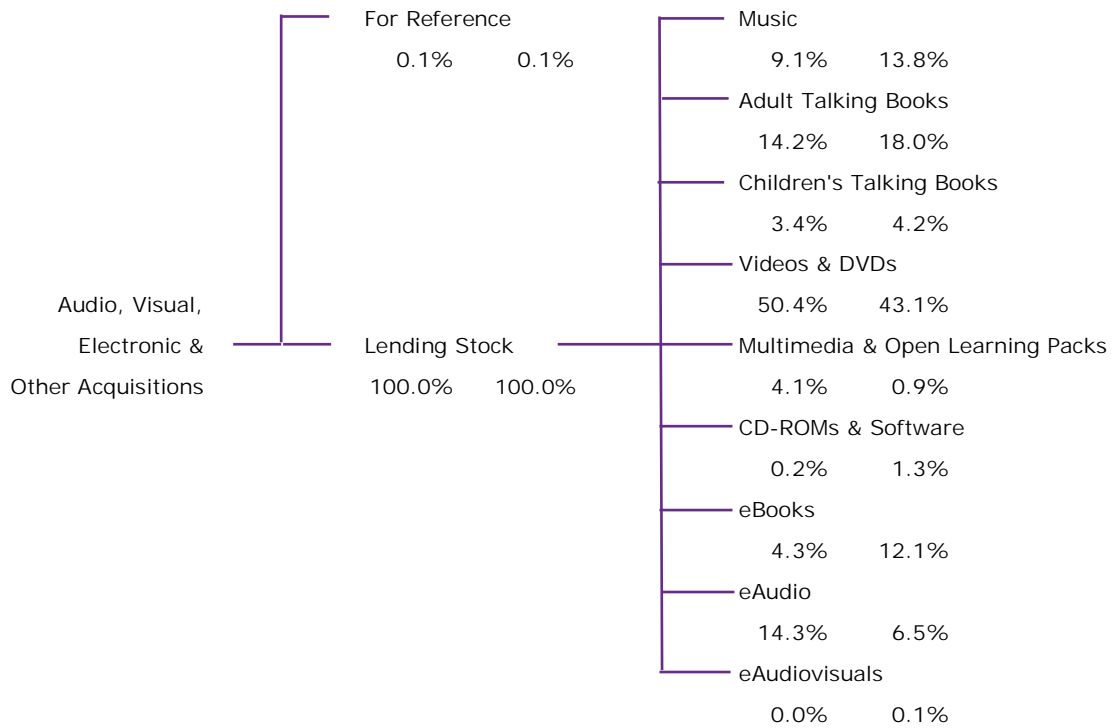 For Reference
0.1% 0.1%
Audio, Visual,
Electronic &
Other Acquisitions
Lending Stock
100.0% 100.0%
Music
9.1% 13.8%
Adult Talking Books
14.2% 18.0%
Children's Talking Books
3.4% 4.2%
Videos & DVDs
50.4% 43.1%
Multimedia & Open Learning Packs
4.1% 0.9%
CD-ROMs & Software
0.2% 1.3%
eBooks
4.3% 12.1%
eAudio
14.3% 6.5%
eAudiovisuals
0.0% 0.1%